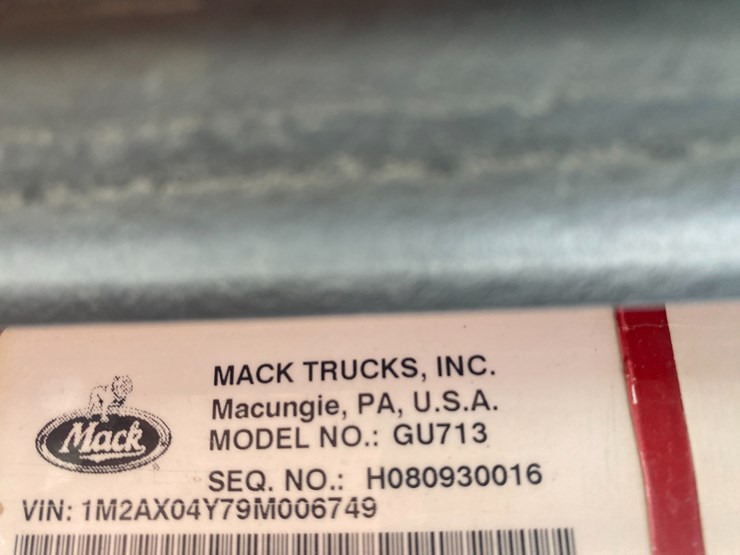 MACK TRUCKS, INC.
Macungie, PA, U.S.A.
Mack
MODEL NO.: GU713
SEQ. NO.: H080930016
VIN: 1M2AX04Y79M006749